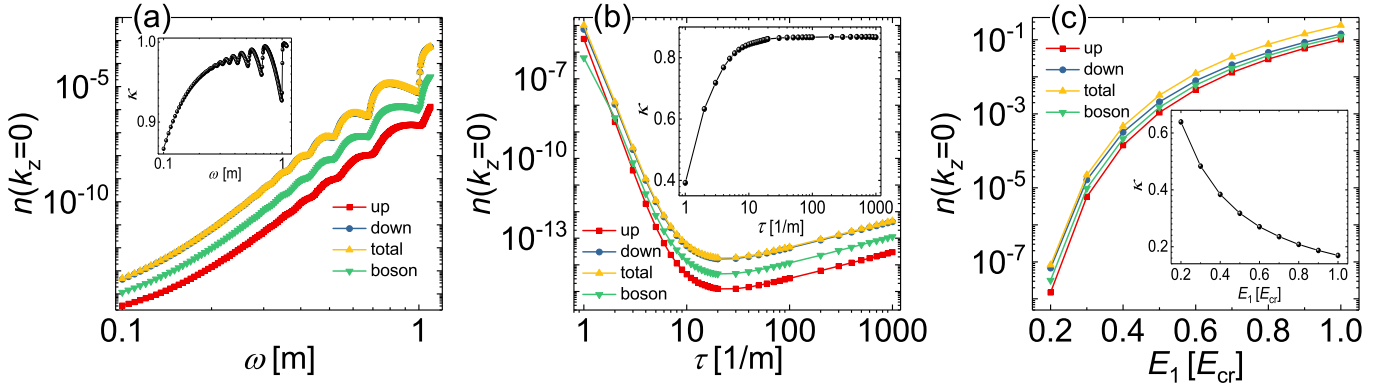 (a)
n(k_z=0)
10^-5
10^-10
0.1
1
ω [m]
κ
1.0
0.9
0.1
1
ω [m]
up
down
total
boson
(b)
n(k_z=0)
10^-7
10^-10
10^-13
1
10
100
1000
τ [1/m]
κ
0.8
0.6
0.4
1
10
100
1000
τ [1/m]
up
down
total
boson
(c)
n(k_z=0)
10^-1
10^-3
10^-5
10^-7
0.2
0.4
0.6
0.8
1.0
E_1 [E_cr]
up
down
total
boson
κ
0.6
0.4
0.2
0.2
0.4
0.6
0.8
1.0
E_1 [E_cr]